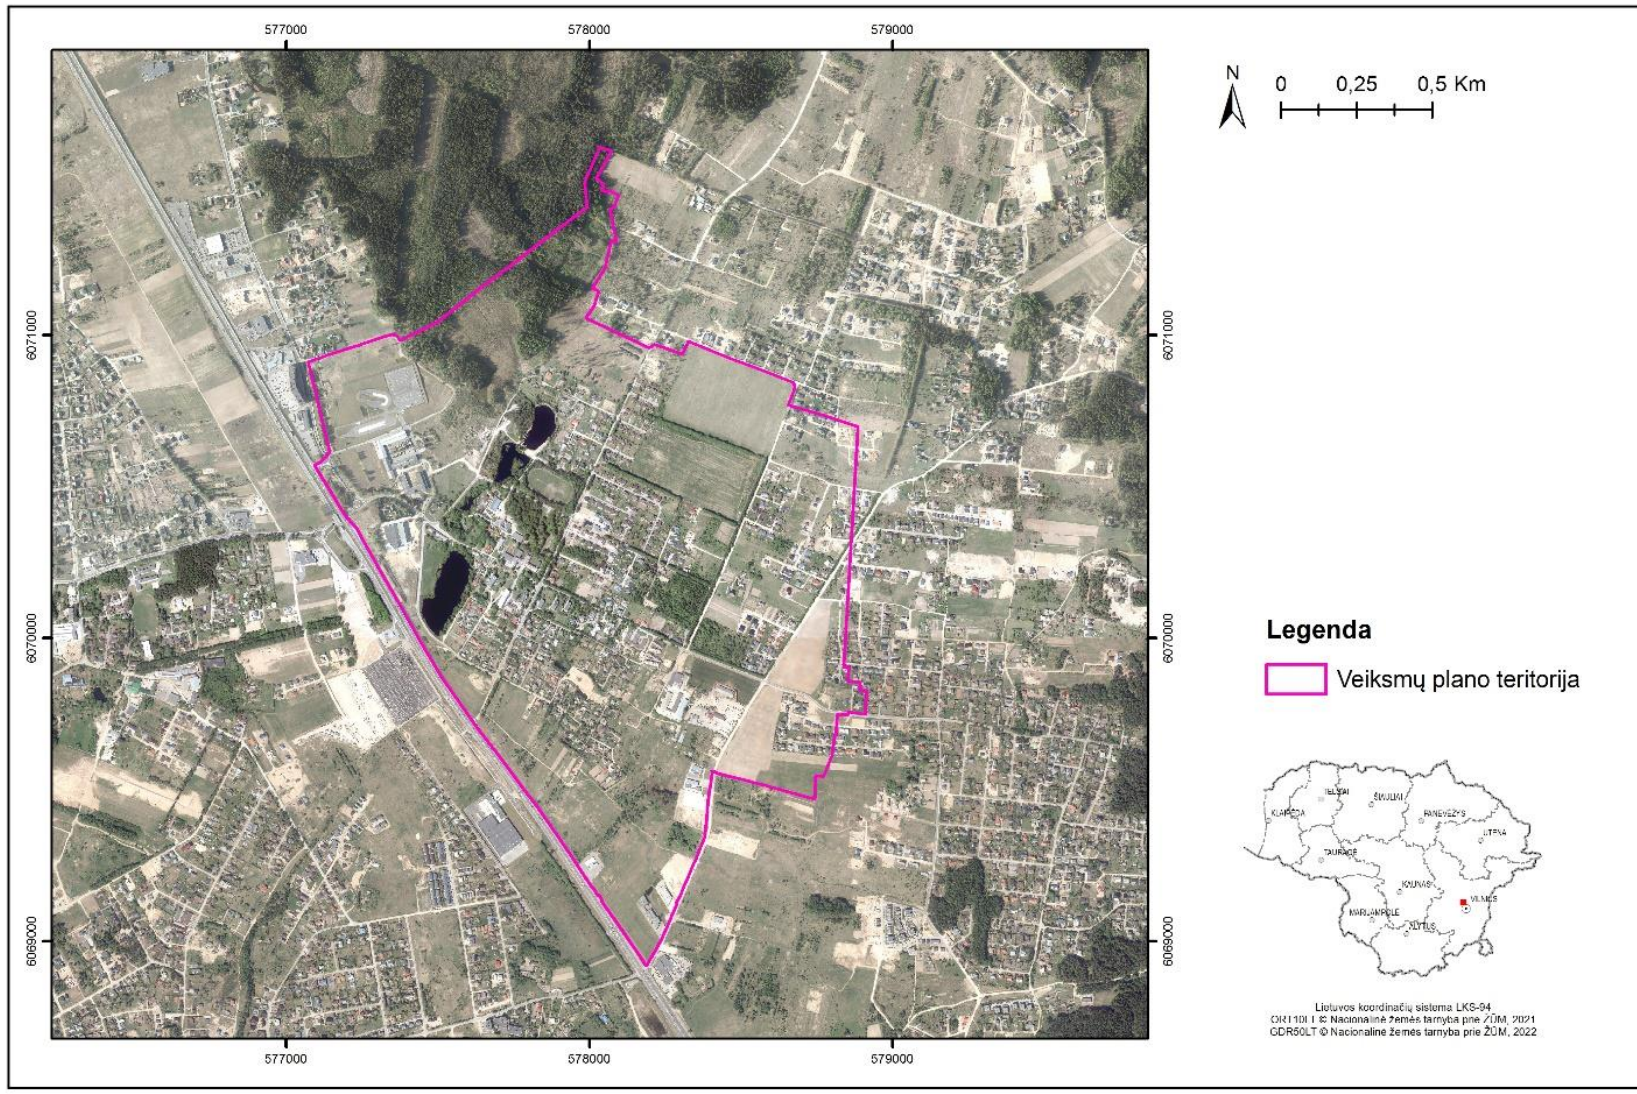 577000 578000 579000
N
0 0,25 0,5 Km
6071000 6071000
6070000 6070000
6069000 6069000
Legenda
Veiksmų plano teritorija
TELŠIAI
ŠIAULIAI
KLAIPĖDA
PANEVĖŽYS
UTENA
TAURAGĖ
KAUNAS
VILNIUS
MARIJAMPOLĖ
ALYTUS
Lietuvos koordinačių sistema LKS-94
ORT10LT © Nacionalinė žemės tarnyba prie ŽŪM, 2021
GDR50LT © Nacionalinė žemės tarnyba prie ŽŪM, 2022
577000 578000 579000